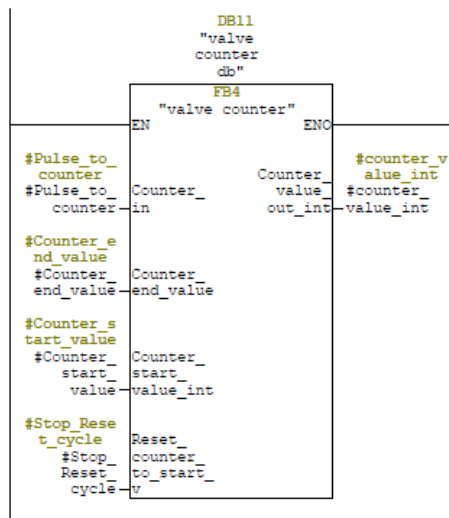 DB11
"valve
counter
db"
FB4
"valve counter"
EN ENO
#Pulse_to_
counter
#Pulse_to_
counter
Counter_
in
Counter_
value_
out_int
#counter_v
alue_int
#counter_
value_int
#Counter_e
nd_value
#Counter_
end_value
Counter_
end_value
#Counter_s
tart_value
#Counter_
start_
value
Counter_
start_
value_int
#Stop_Rese
t_cycle
#Stop_
Reset_
cycle
Reset_
counter_
to_start_
v